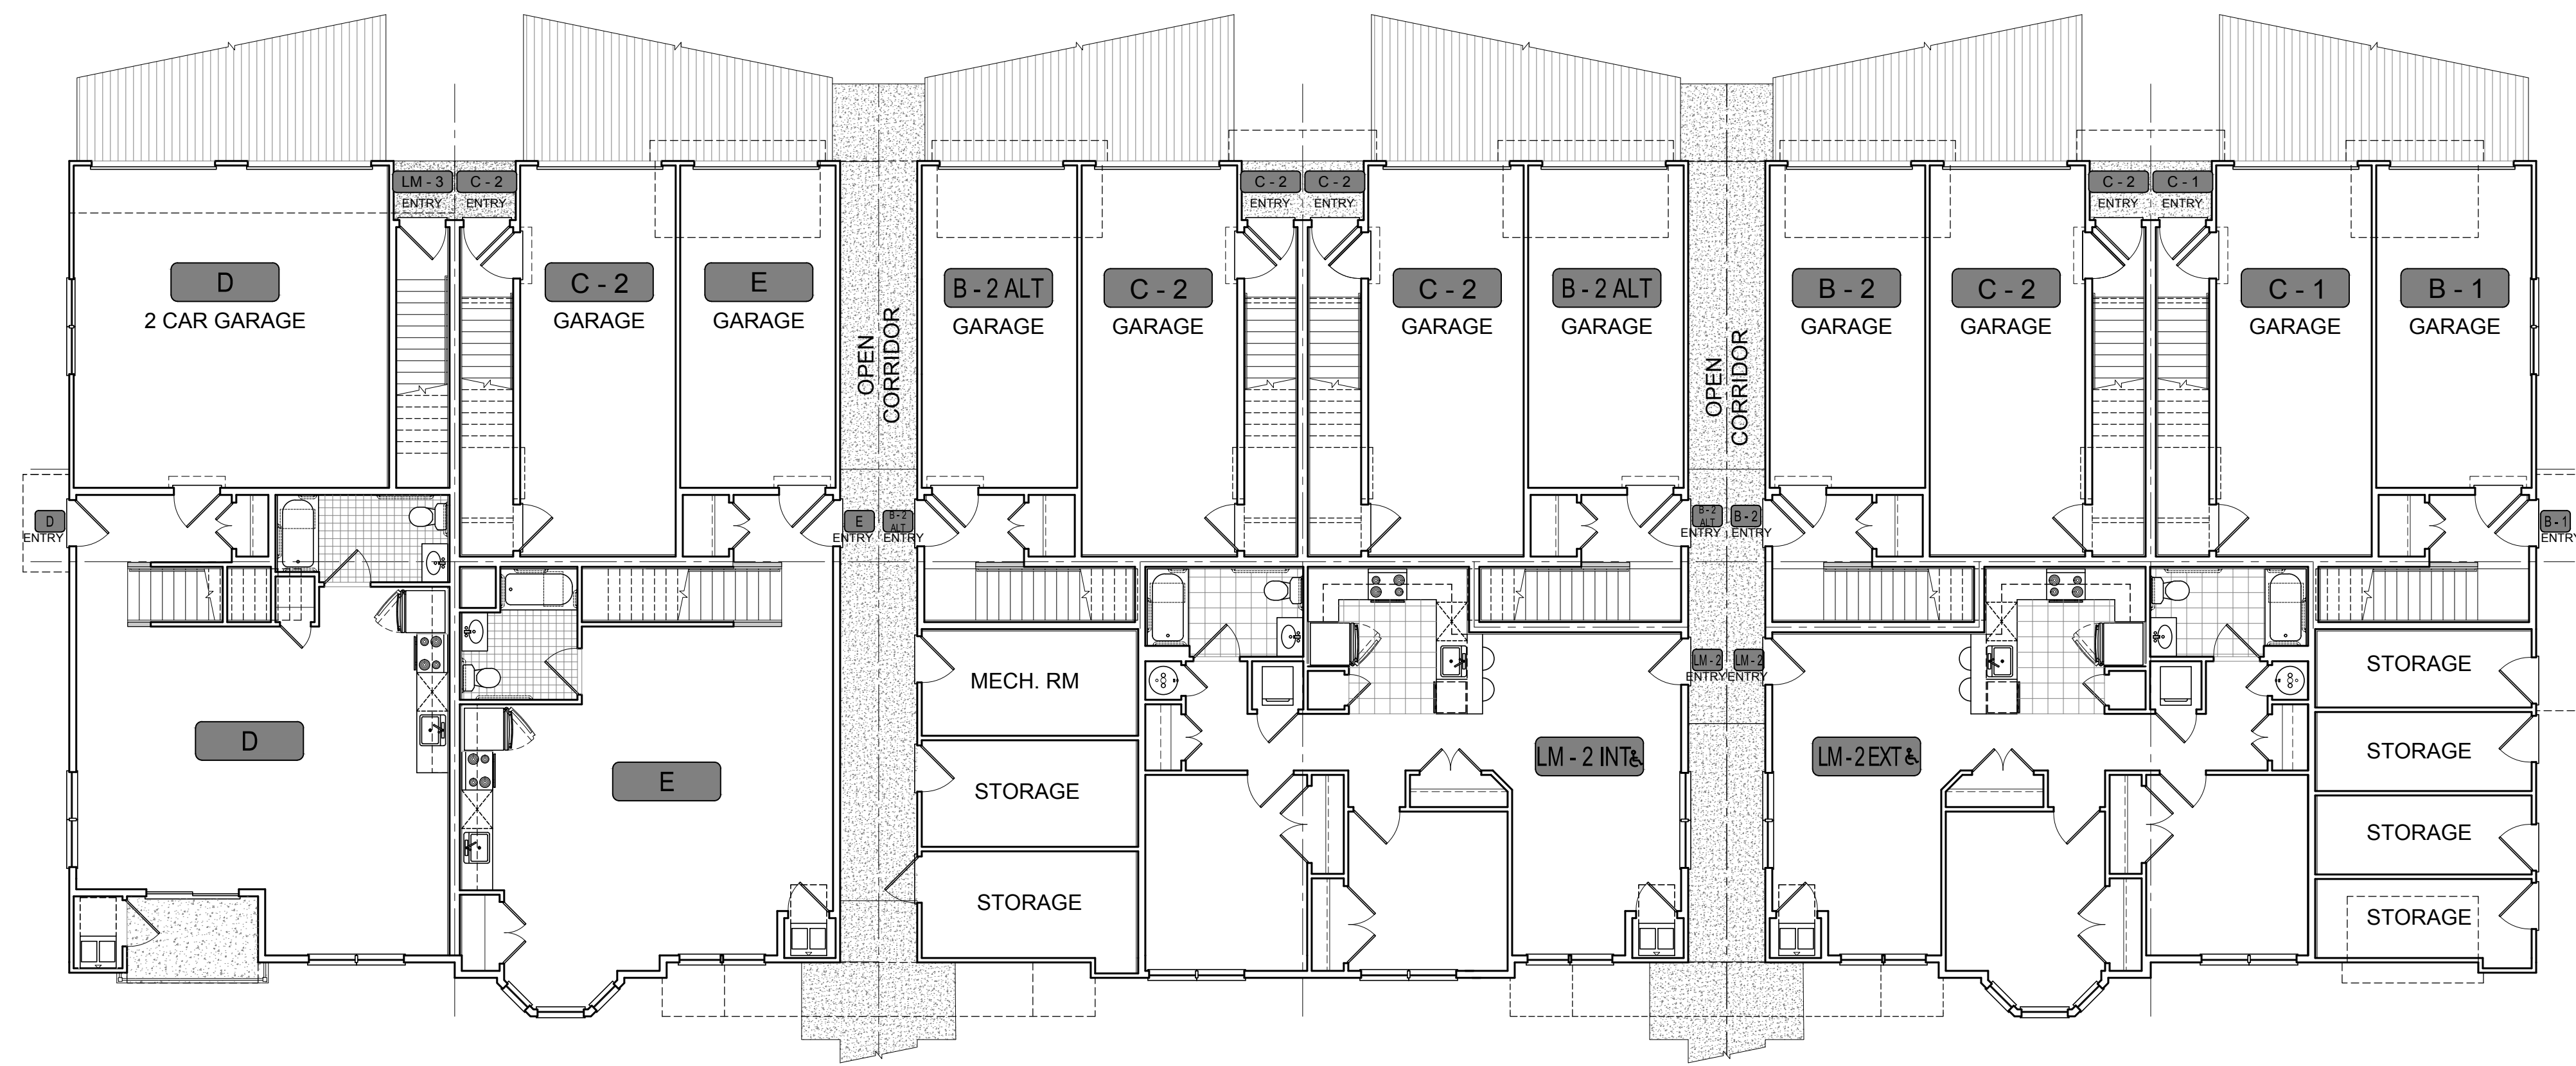 LM - 3
C - 2
C - 2
C - 2
C - 2
C - 1
ENTRY
ENTRY
ENTRY
ENTRY
ENTRY
ENTRY
D
2 CAR GARAGE
C - 2
GARAGE
E
GARAGE
OPEN
CORRIDOR
B - 2 ALT
GARAGE
C - 2
GARAGE
C - 2
GARAGE
B - 2 ALT
GARAGE
OPEN
CORRIDOR
B - 2
GARAGE
C - 2
GARAGE
C - 1
GARAGE
B - 1
GARAGE
D
ENTRY
E
ENTRY
B - 2
ALT
ENTRY
B - 2
ALT
ENTRY
B - 2
ENTRY
B - 1
ENTRY
LM - 2
ENTRY
LM - 2
ENTRY
D
E
MECH. RM
STORAGE
STORAGE
LM - 2 INT
LM - 2 EXT
STORAGE
STORAGE
STORAGE
STORAGE